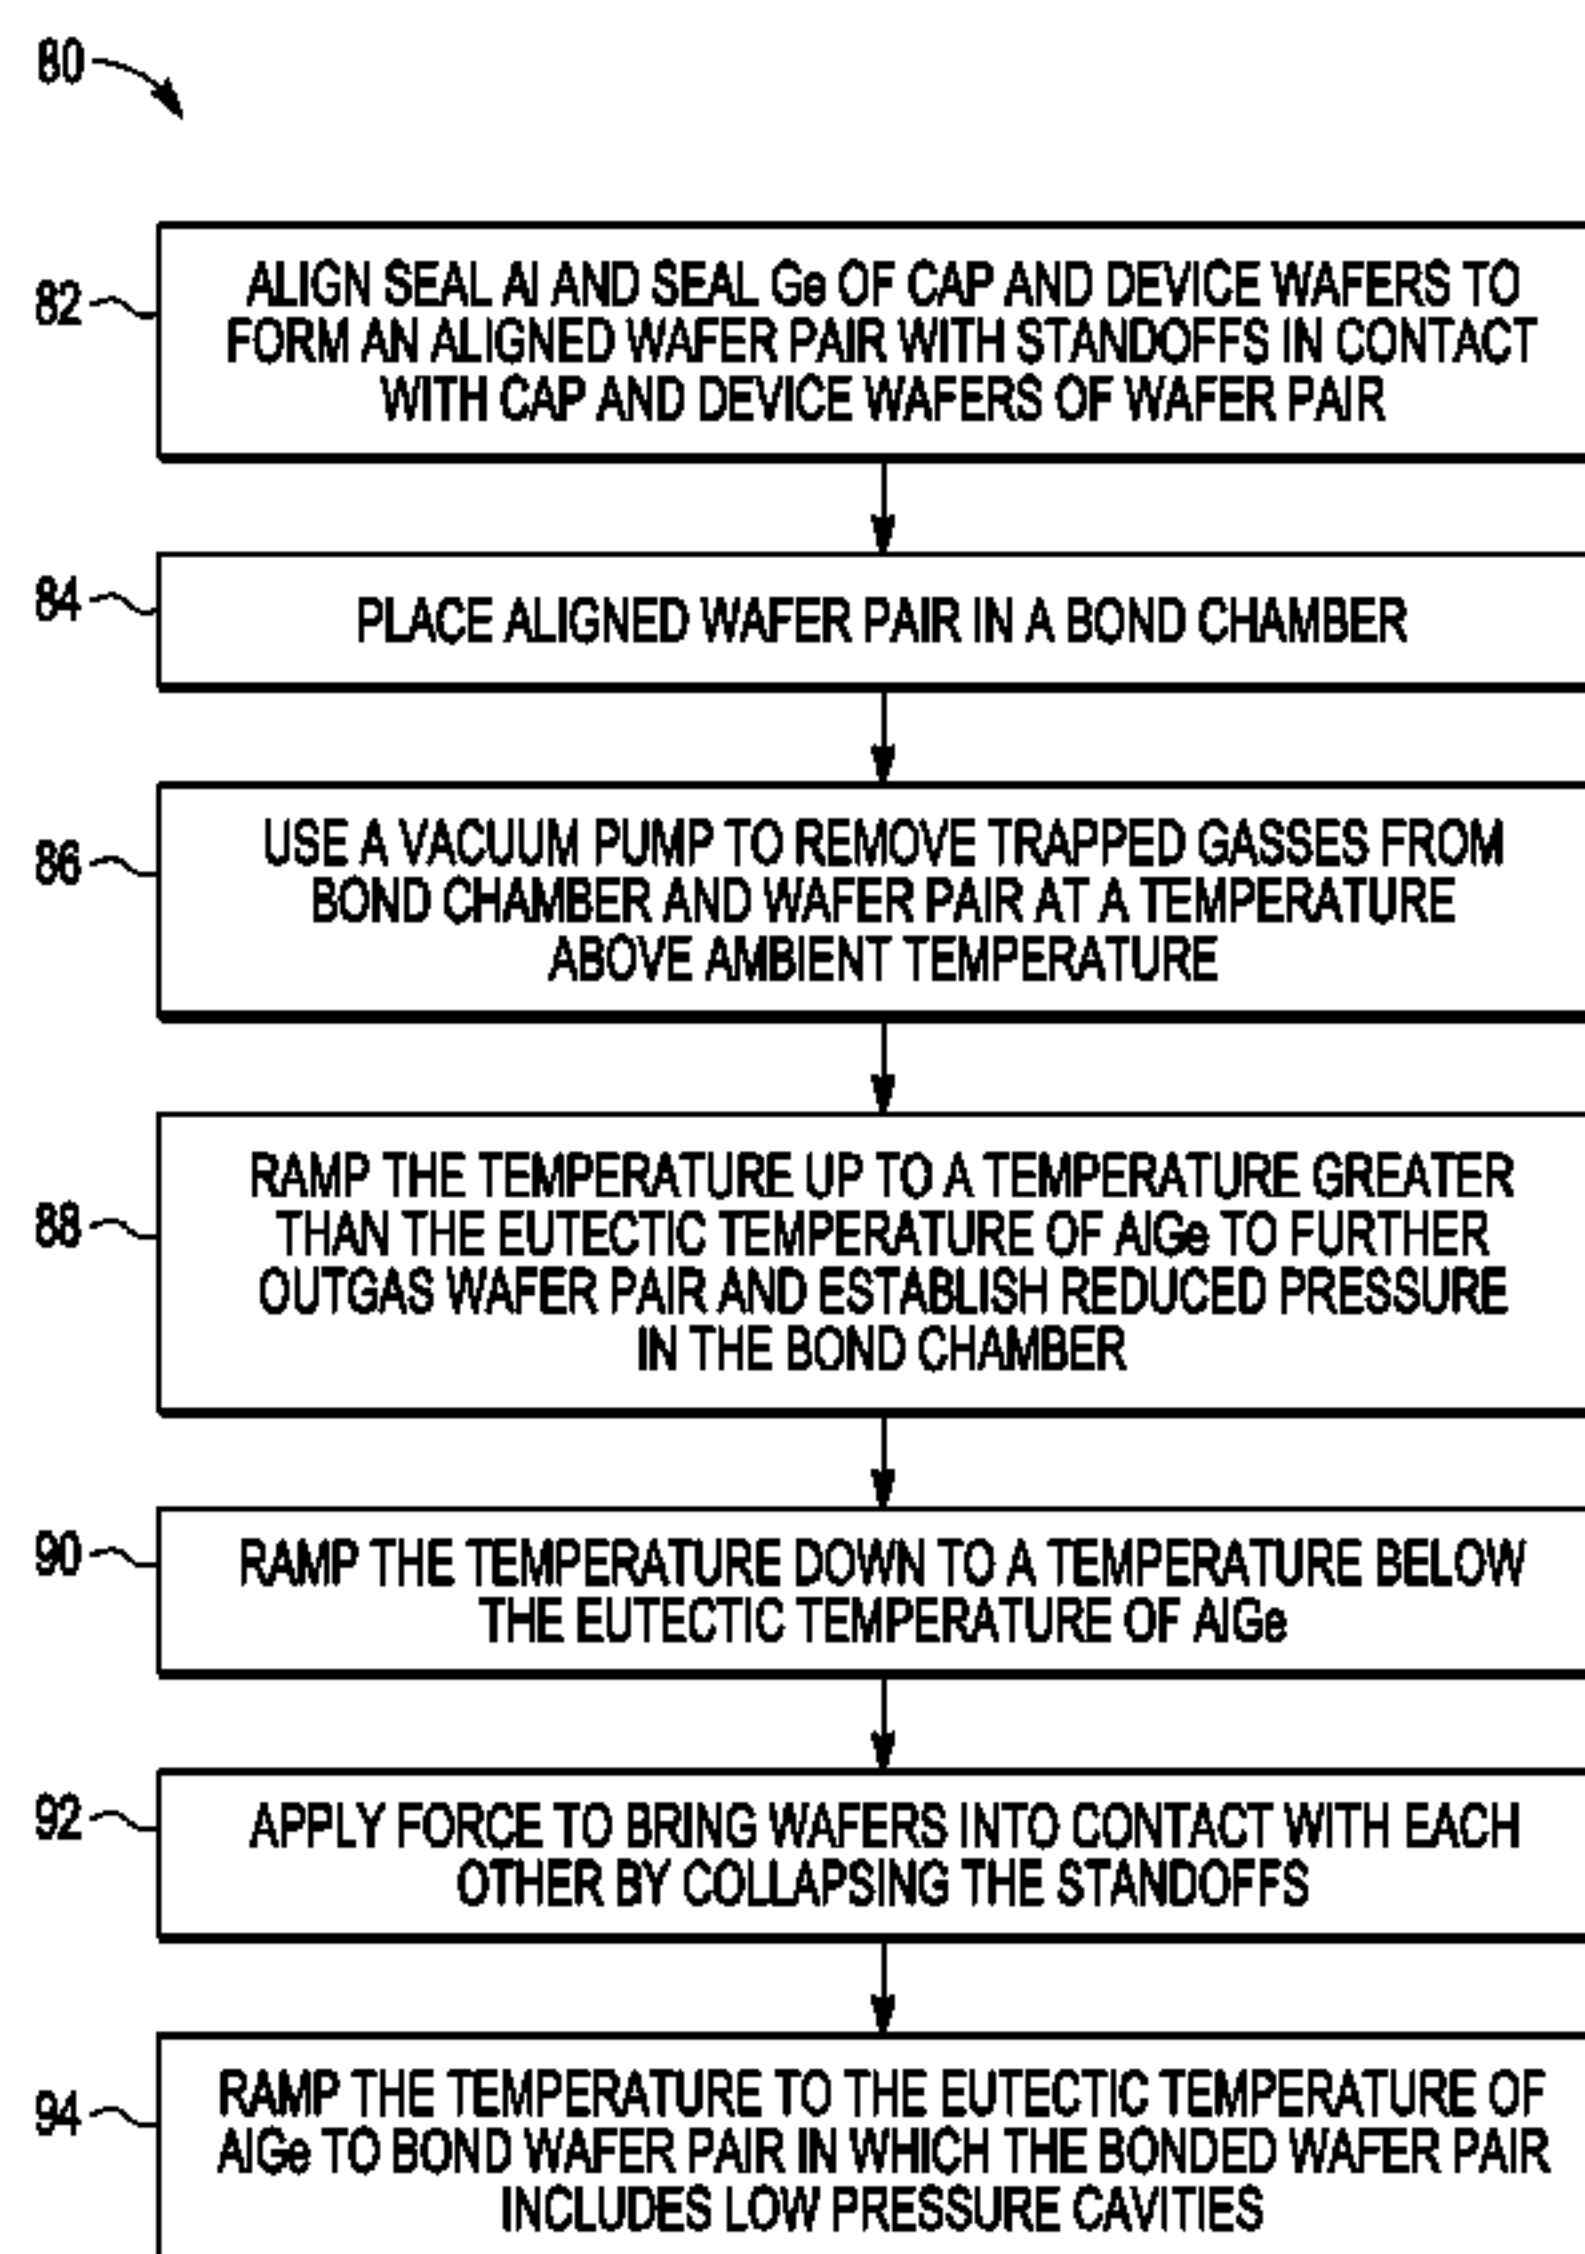 80
82
ALIGN SEAL Al AND SEAL Ge OF CAP AND DEVICE WAFERS TO
FORM AN ALIGNED WAFER PAIR WITH STANDOFFS IN CONTACT
WITH CAP AND DEVICE WAFERS OF WAFER PAIR
84
PLACE ALIGNED WAFER PAIR IN A BOND CHAMBER
86
USE A VACUUM PUMP TO REMOVE TRAPPED GASSES FROM
BOND CHAMBER AND WAFER PAIR AT A TEMPERATURE
ABOVE AMBIENT TEMPERATURE
88
RAMP THE TEMPERATURE UP TO A TEMPERATURE GREATER
THAN THE EUTECTIC TEMPERATURE OF AlGe TO FURTHER
OUTGAS WAFER PAIR AND ESTABLISH REDUCED PRESSURE
IN THE BOND CHAMBER
90
RAMP THE TEMPERATURE DOWN TO A TEMPERATURE BELOW
THE EUTECTIC TEMPERATURE OF AlGe
92
APPLY FORCE TO BRING WAFERS INTO CONTACT WITH EACH
OTHER BY COLLAPSING THE STANDOFFS
94
RAMP THE TEMPERATURE TO THE EUTECTIC TEMPERATURE OF
AlGe TO BOND WAFER PAIR IN WHICH THE BONDED WAFER PAIR
INCLUDES LOW PRESSURE CAVITIES